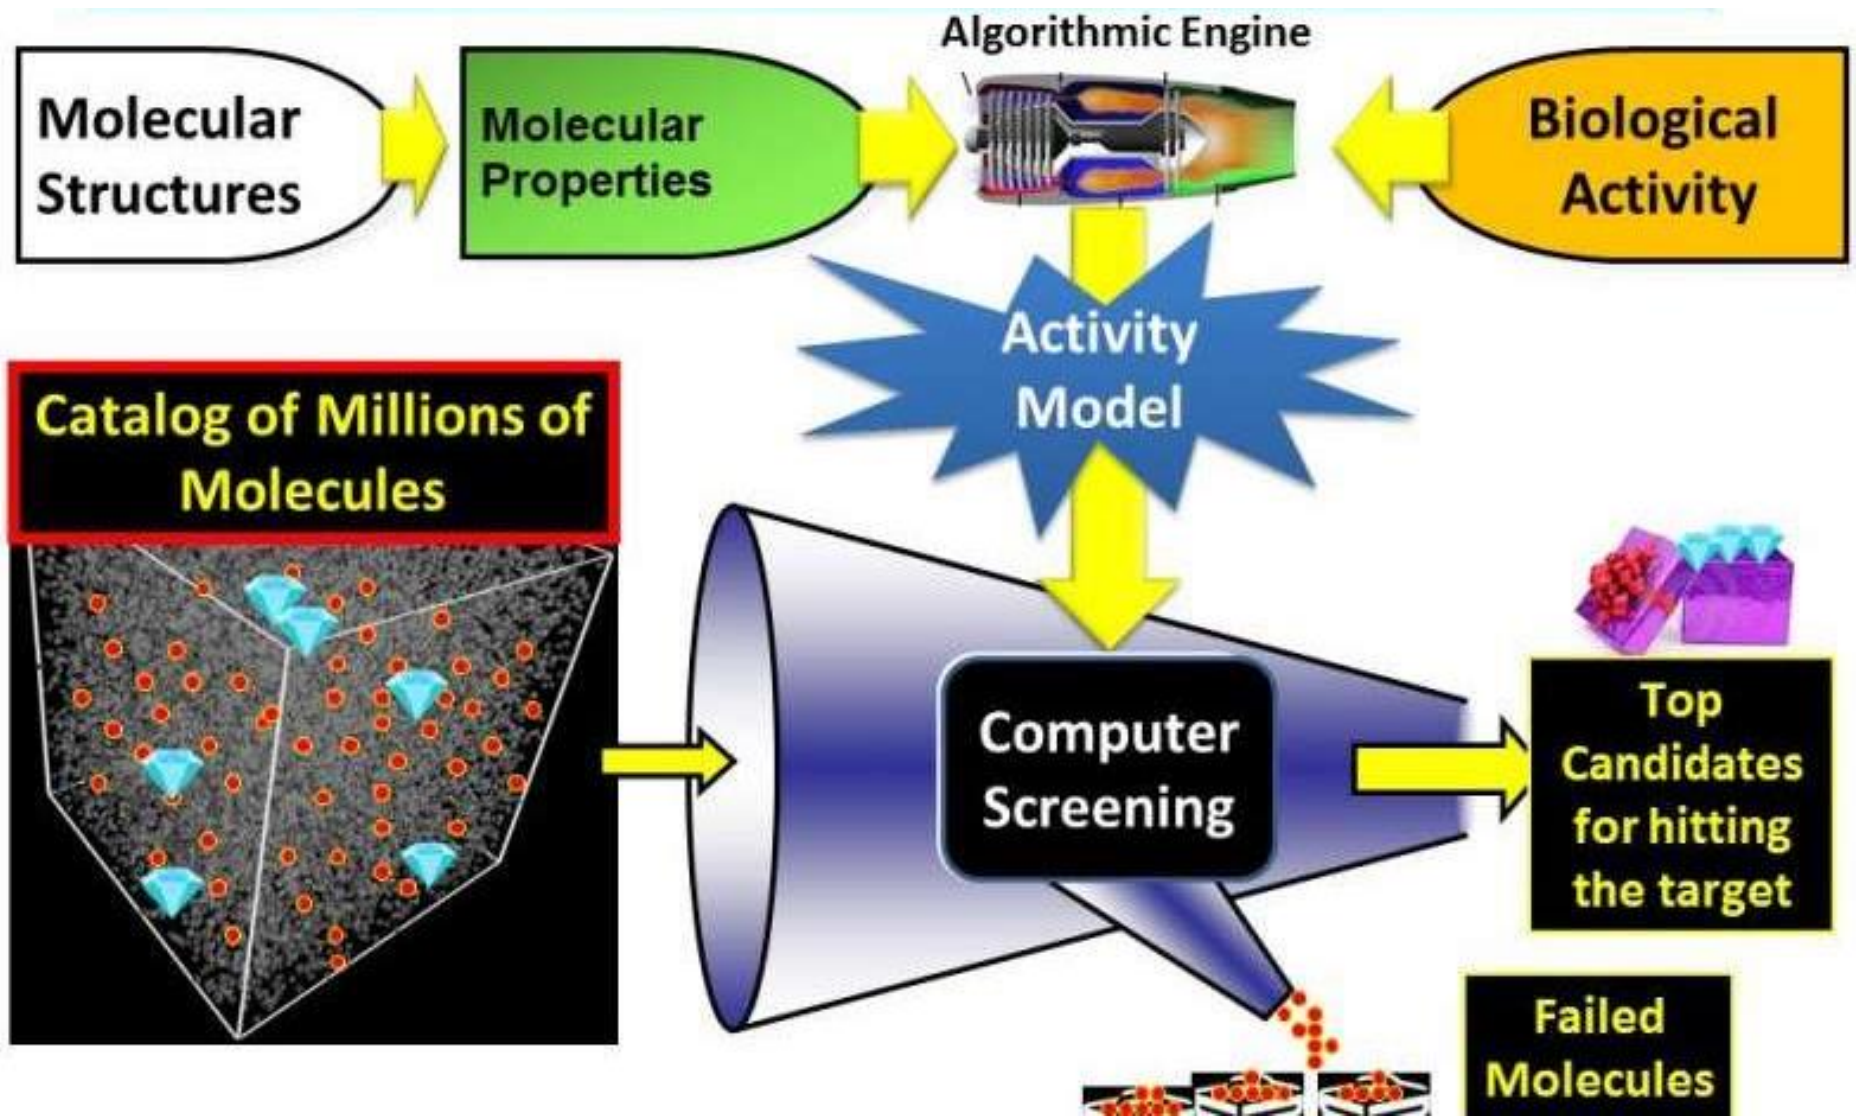 Algorithmic Engine
Molecular
Structures
Molecular
Properties
Biological
Activity
Activity
Model
Catalog of Millions of
Molecules
Computer
Screening
Top
Candidates
for hitting
the target
Failed
Molecules